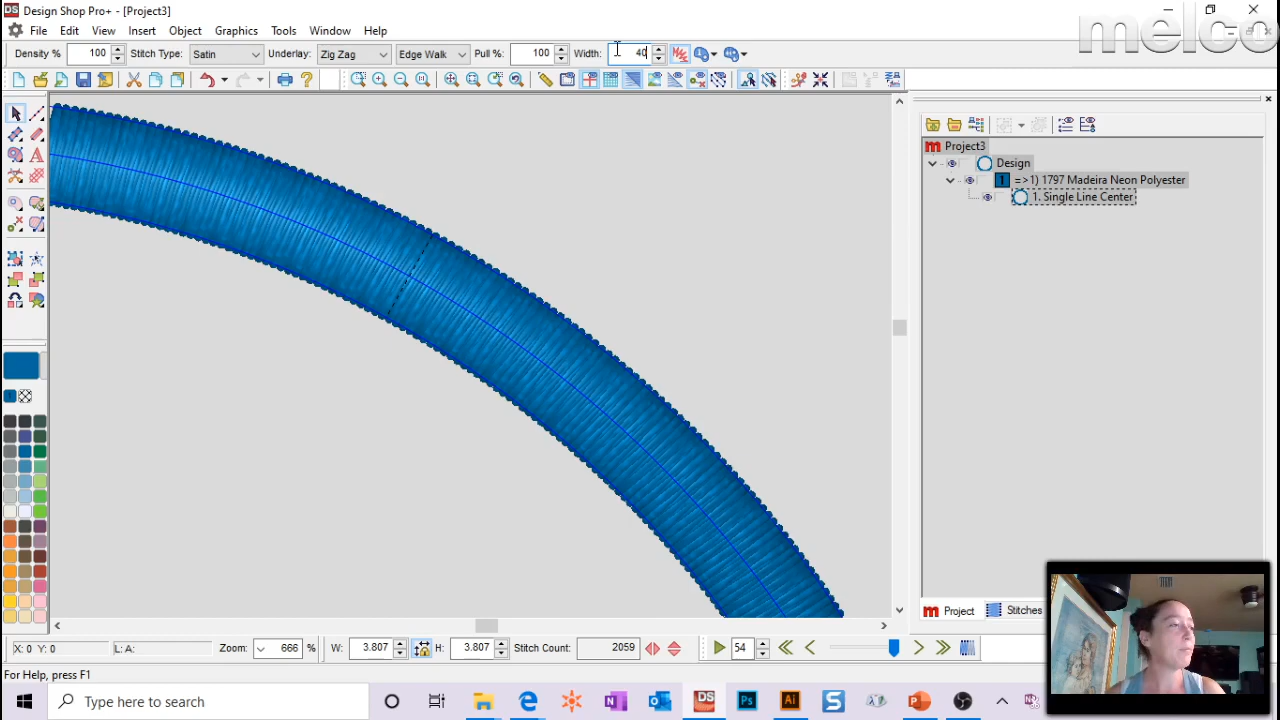 Design Shop Pro+ - [Project3]
File Edit View Insert Object Graphics Tools Window Help
melco
Density % 100 Stitch Type: Satin Underlay: Zig Zag Edge Walk Pull % 100 Width: 40
Project3
Design
1 =>1) 1797 Madeira Neon Polyester
1. Single Line Center
1
Project Stitches
X: 0 Y: 0 L: A: Zoom: 666 % W: 3.807 H: 3.807 Stitch Count: 2059 54
For Help, press F1
Type here to search